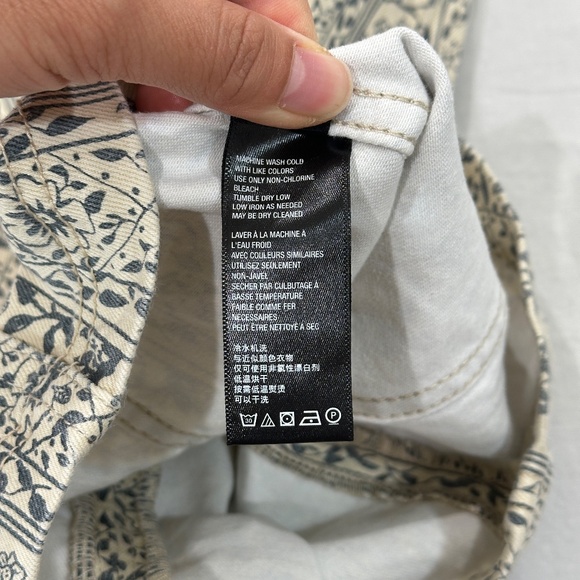 MACHINE WASH COLD
WITH LIKE COLORS
USE ONLY NON-CHLORINE
BLEACH
TUMBLE DRY LOW
LOW IRON AS NEEDED
MAY BE DRY CLEANED
LAVER À LA MACHINE À
L'EAU FROID
AVEC COULEURS SIMILAIRES
UTILISEZ SEULEMENT
NON-JAVEL
SÉCHER PAR CULBUTAGE À
BASSE TEMPÉRATURE
FAIBLE COMME FER
NECESSAIRES
PEUT ÊTRE NETTOYÉ A SEC
冷水机洗
与近似颜色衣物
仅可使用非氯性漂白剂
低温烘干
按需低温熨烫
可以干洗
30 P